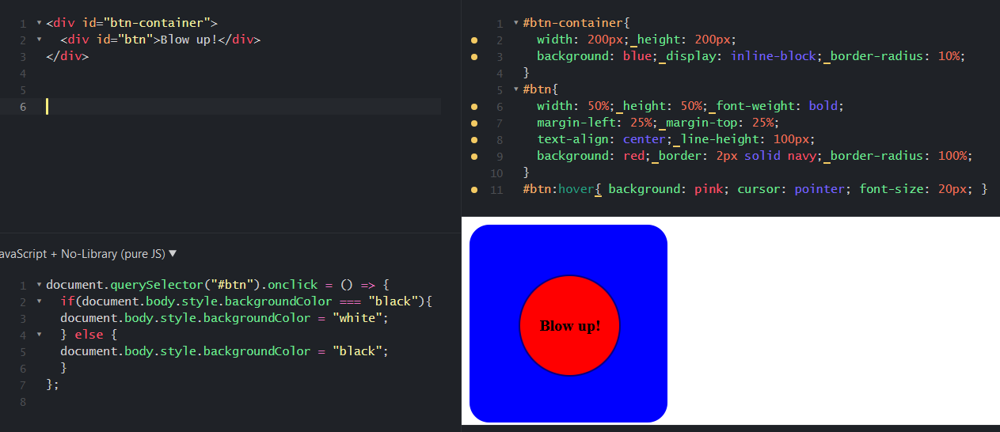 <div id="btn-container">
<div id="btn">Blow up!</div>
</div>
#btn-container{
width: 200px; height: 200px;
background: blue; display: inline-block; border-radius: 10%;
}
#btn{
width: 50%; height: 50%; font-weight: bold;
margin-left: 25%; margin-top: 25%;
text-align: center; line-height: 100px;
background: red; border: 2px solid navy; border-radius: 100%;
}
#btn:hover{ background: pink; cursor: pointer; font-size: 20px; }
avaScript + No-Library (pure JS) ▼
document.querySelector("#btn").onclick = () => {
if(document.body.style.backgroundColor === "black"){
document.body.style.backgroundColor = "white";
} else {
document.body.style.backgroundColor = "black";
}
};
Blow up!